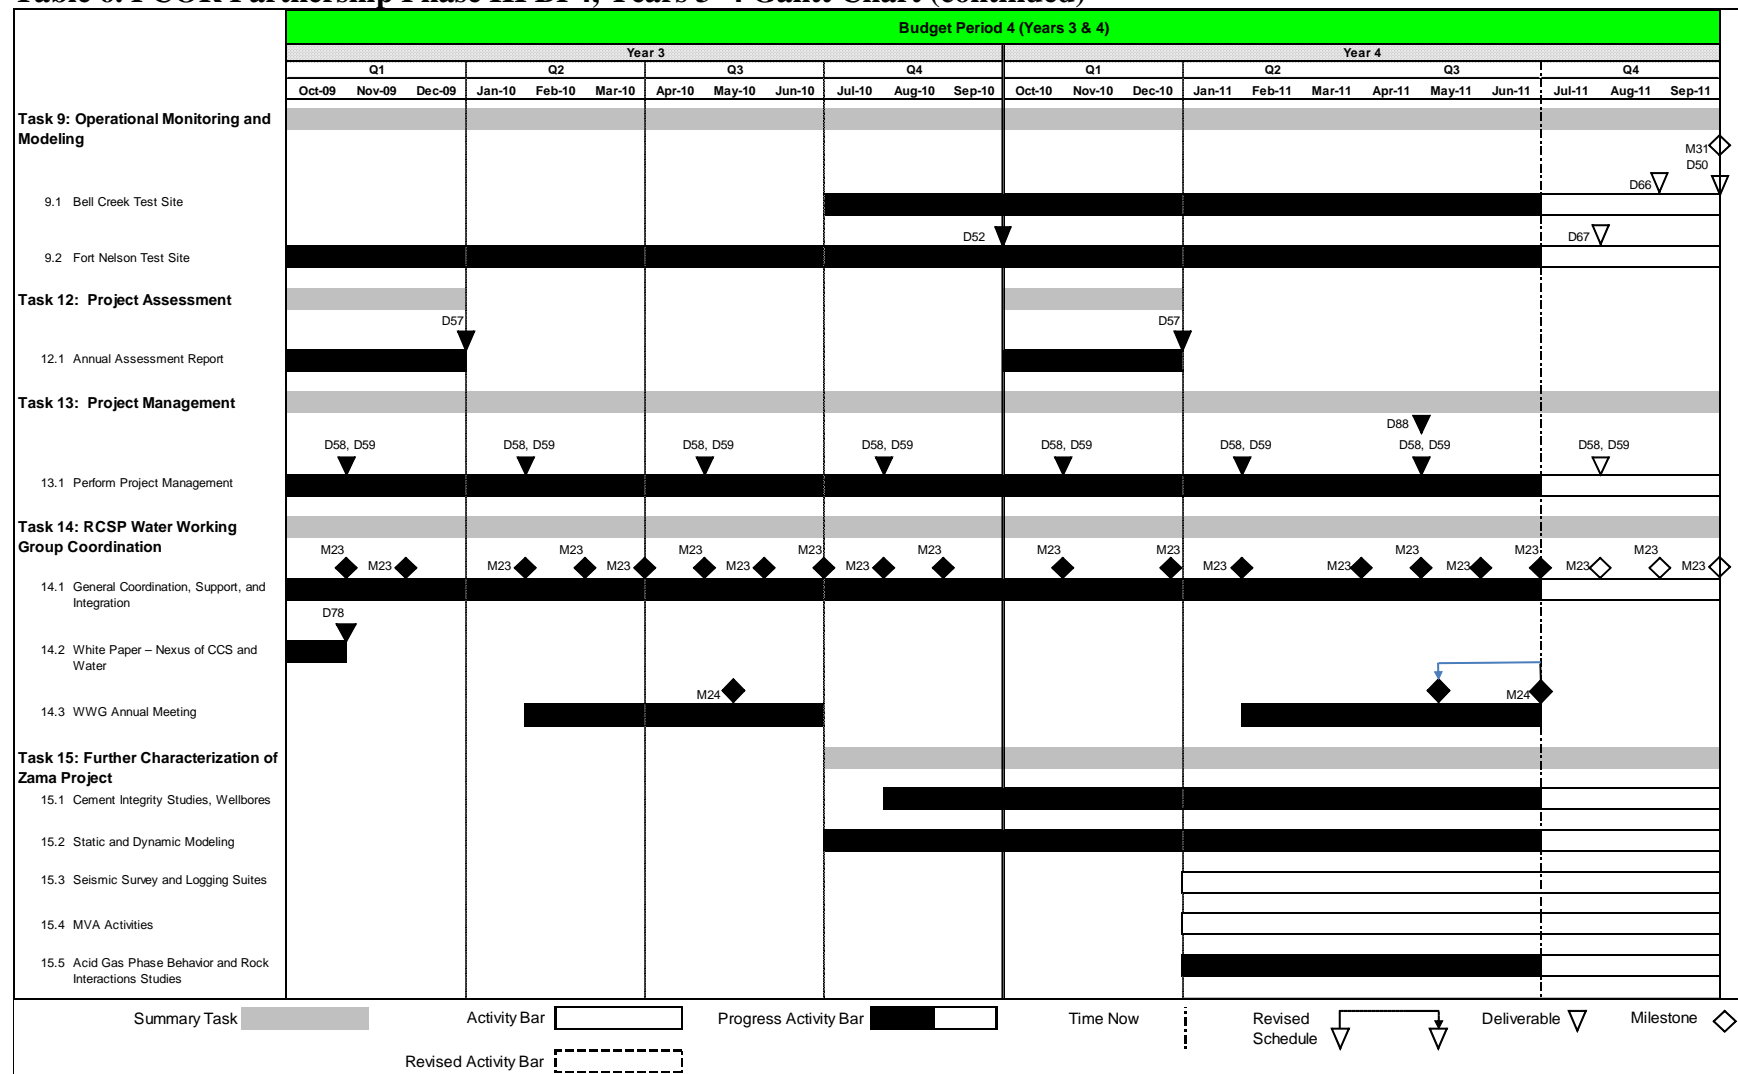 Table 6. PCOR Partnership Phase III BP4, Years 3–4 Gantt Chart (continued)
Budget Period 4 (Years 3 & 4)
Year 3 Year 4
Q1 Q2 Q3 Q4 Q1 Q2 Q3 Q4
Oct-09 Nov-09 Dec-09 Jan-10 Feb-10 Mar-10 Apr-10 May-10 Jun-10 Jul-10 Aug-10 Sep-10 Oct-10 Nov-10 Dec-10 Jan-11 Feb-11 Mar-11 Apr-11 May-11 Jun-11 Jul-11 Aug-11 Sep-11
Task 9: Operational Monitoring and
Modeling
M31
D50
D66
9.1 Bell Creek Test Site
D52 D67
9.2 Fort Nelson Test Site
Task 12: Project Assessment
D57 D57
12.1 Annual Assessment Report
Task 13: Project Management
D88
D58, D59 D58, D59 D58, D59 D58, D59 D58, D59 D58, D59 D58, D59 D58, D59
13.1 Perform Project Management
Task 14: RCSP Water Working
Group Coordination
M23 M23 M23 M23 M23 M23 M23 M23 M23 M23
M23 M23 M23 M23 M23 M23 M23 M23 M23 M23
14.1 General Coordination, Support, and
Integration
D78
14.2 White Paper – Nexus of CCS and
Water
M24 M24
14.3 WWG Annual Meeting
Task 15: Further Characterization of
Zama Project
15.1 Cement Integrity Studies, Wellbores
15.2 Static and Dynamic Modeling
15.3 Seismic Survey and Logging Suites
15.4 MVA Activities
15.5 Acid Gas Phase Behavior and Rock
Interactions Studies
Summary Task Activity Bar Progress Activity Bar Time Now Revised Deliverable Milestone
Schedule
Revised Activity Bar